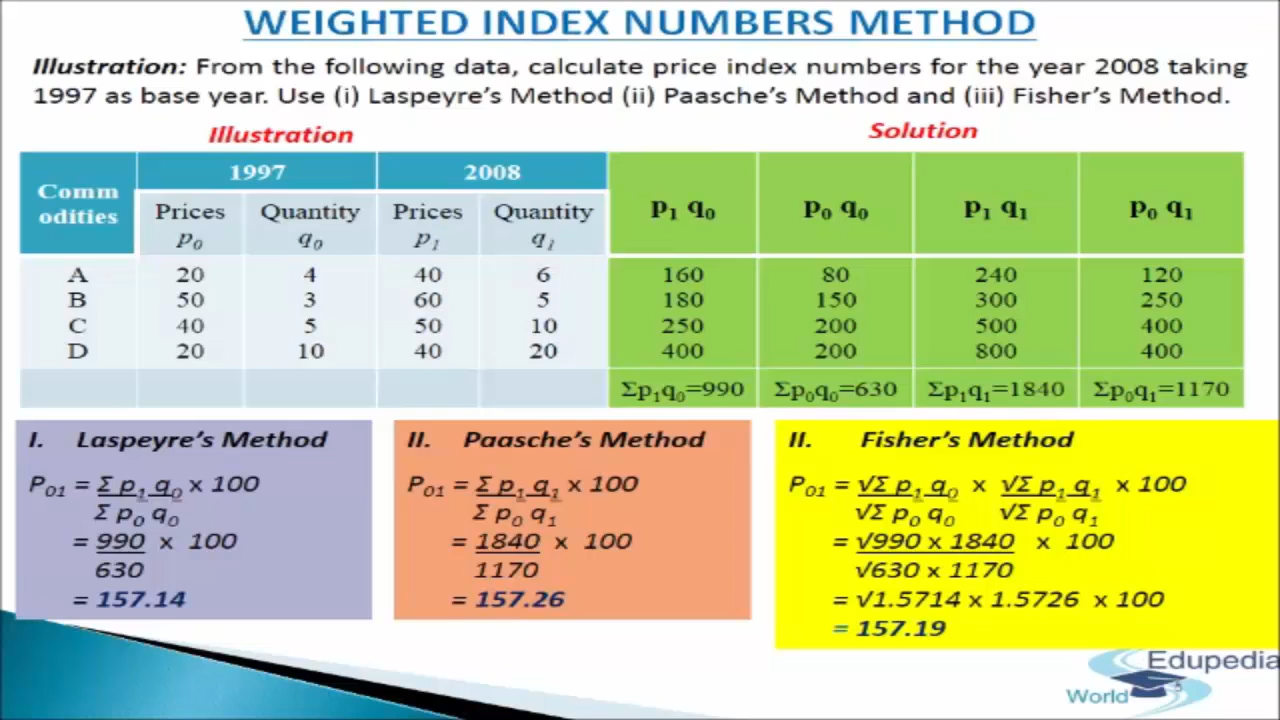 WEIGHTED INDEX NUMBERS METHOD
Illustration: From the following data, calculate price index numbers for the year 2008 taking
1997 as base year. Use (i) Laspeyre's Method (ii) Paasche's Method and (iii) Fisher's Method.
Illustration Solution
Comm odities 1997 2008 p₁ q₀ p₀ q₀ p₁ q₁ p₀ q₁
Prices p₀ Quantity q₀ Prices p₁ Quantity q₁
A 20 4 40 6 160 80 240 120
B 50 3 60 5 180 150 300 250
C 40 5 50 10 250 200 500 400
D 20 10 40 20 400 200 800 400
Σp₁q₀=990 Σp₀q₀=630 Σp₁q₁=1840 Σp₀q₁=1170
I. Laspeyre's Method
P₀₁ = Σ p₁ q₀ x 100
Σ p₀ q₀
= 990 x 100
630
= 157.14
II. Paasche's Method
P₀₁ = Σ p₁ q₁ x 100
Σ p₀ q₁
= 1840 x 100
1170
= 157.26
II. Fisher's Method
P₀₁ = √Σ p₁ q₀ x √Σ p₁ q₁ x 100
√Σ p₀ q₀ √Σ p₀ q₁
= √990 x 1840 x 100
√630 x 1170
= √1.5714 x 1.5726 x 100
= 157.19
Edupedia
World